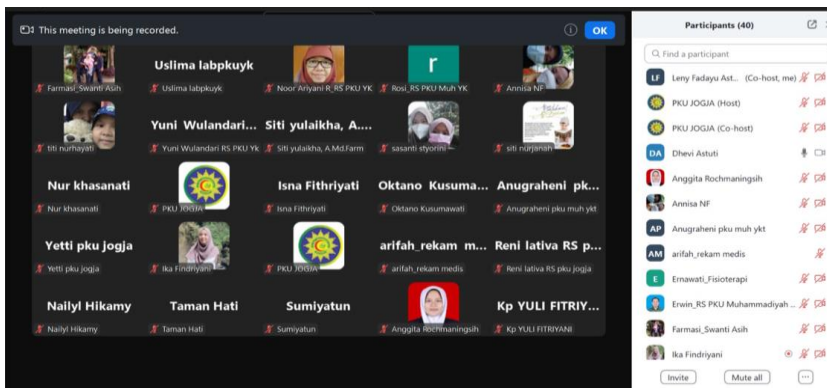 This meeting is being recorded.
OK
Farmasi_Swanti Asih
Uslima labpkuyk
Uslima labpkuyk
Noor Ariyani R_RS PKU YK
r
Rosi_RS PKU Muh YK
Annisa NF
titi nurhayati
Yuni Wulandari...
Yuni Wulandari RS PKU Yk
Siti yulaikha, A....
Siti yulaikha, A.Md.Farm
sasanti styorini
siti nurjanah
Nur khasanati
Nur khasanati
PKU JOGJA
Isna Fithriyati
Isna Fithriyati
Oktano Kusuma...
Oktano Kusumawati
Anugraheni pk...
Anugraheni pku muh ykt
Yetti pku jogja
Yetti pku jogja
Ika Findriyani
PKU JOGJA
arifah_rekam m...
arifah_rekam medis
Reni lativa RS p...
Reni lativa RS pku jogja
Nailyl Hikamy
Nailyl Hikamy
Taman Hati
Taman Hati
Sumiyatun
Sumiyatun
Anggita Rochmaningsih
Kp YULI FITRIY...
Kp YULI FITRIYANI
Participants (40)
Find a participant
LF Leny Fadayu Ast... (Co-host, me)
PKU JOGJA (Host)
PKU JOGJA (Co-host)
DA Dhevi Astuti
Anggita Rochmaningsih
Annisa NF
AP Anugraheni pku muh ykt
AM arifah_rekam medis
E Ernawati_Fisioterapi
Erwin_RS PKU Muhammadiyah ...
Farmasi_Swanti Asih
Ika Findriyani
Invite
Mute all
...